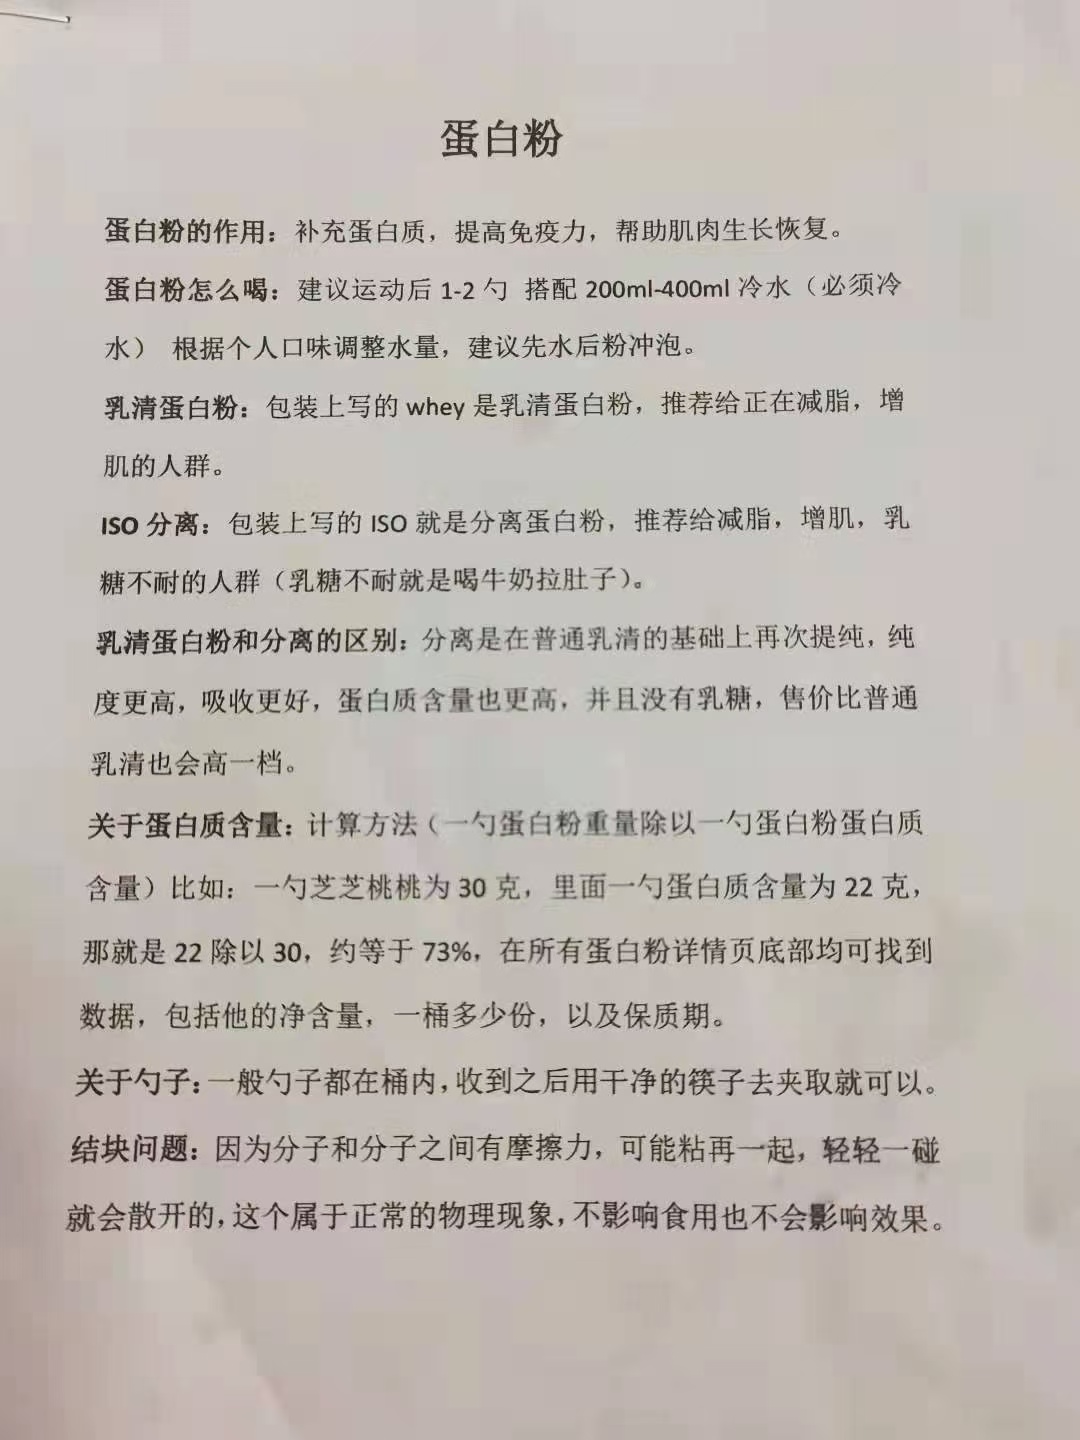 蛋白粉
蛋白粉的作用：补充蛋白质，提高免疫力，帮助肌肉生长恢复。
蛋白粉怎么喝：建议运动后 1-2 勺 搭配 200ml-400ml 冷水（必须冷
水） 根据个人口味调整水量，建议先水后粉冲泡。
乳清蛋白粉：包装上写的 whey 是乳清蛋白粉，推荐给正在减脂，增
肌的人群。
ISO 分离：包装上写的 ISO 就是分离蛋白粉，推荐给减脂，增肌，乳
糖不耐的人群（乳糖不耐就是喝牛奶拉肚子）。
乳清蛋白粉和分离的区别：分离是在普通乳清的基础上再次提纯，纯
度更高，吸收更好，蛋白质含量也更高，并且没有乳糖，售价比普通
乳清也会高一档。
关于蛋白质含量：计算方法（一勺蛋白粉重量除以一勺蛋白粉蛋白质
含量）比如：一勺芝芝桃桃为 30 克，里面一勺蛋白质含量为 22 克，
那就是 22 除以 30，约等于 73%，在所有蛋白粉详情页底部均可找到
数据，包括他的净含量，一桶多少份，以及保质期。
关于勺子：一般勺子都在桶内，收到之后用干净的筷子去夹取就可以。
结块问题：因为分子和分子之间有摩擦力，可能粘再一起，轻轻一碰
就会散开的，这个属于正常的物理现象，不影响食用也不会影响效果。